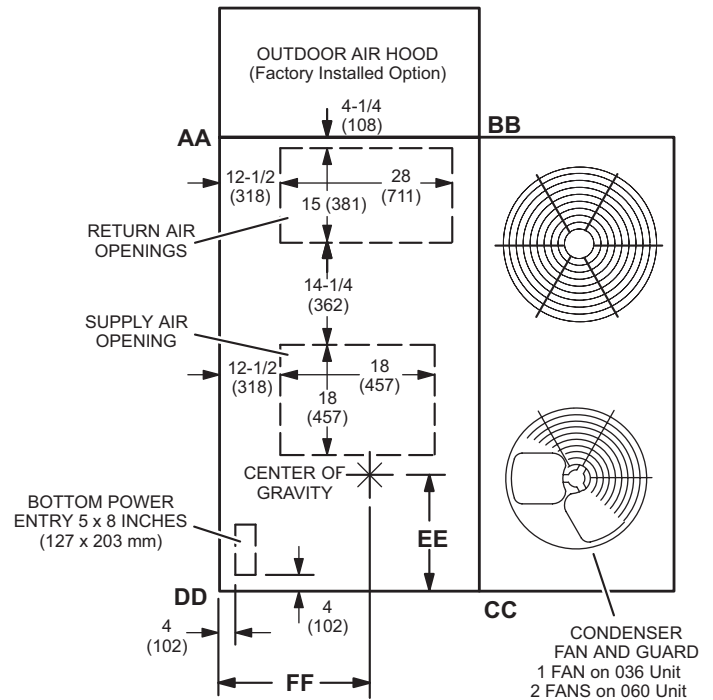 OUTDOOR AIR HOOD
(Factory Installed Option)
4-1/4
(108)
AA
BB
12-1/2
(318)
28
(711)
15 (381)
RETURN AIR
OPENINGS
14-1/4
(362)
SUPPLY AIR
OPENING
12-1/2
(318)
18
(457)
18
(457)
CENTER OF
GRAVITY
BOTTOM POWER
ENTRY 5 x 8 INCHES
(127 x 203 mm)
EE
DD
CC
4
(102)
4
(102)
FF
CONDENSER
FAN AND GUARD
1 FAN on 036 Unit
2 FANS on 060 Unit